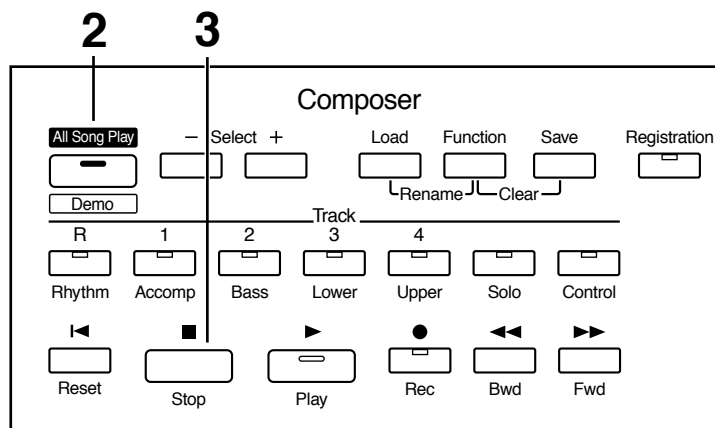 2 3
Composer
All Song Play − Select + Load Function Save Registration
Demo Rename Clear
Track
R 1 2 3 4
Rhythm Accomp Bass Lower Upper Solo Control
Reset Stop Play Rec Bwd Fwd